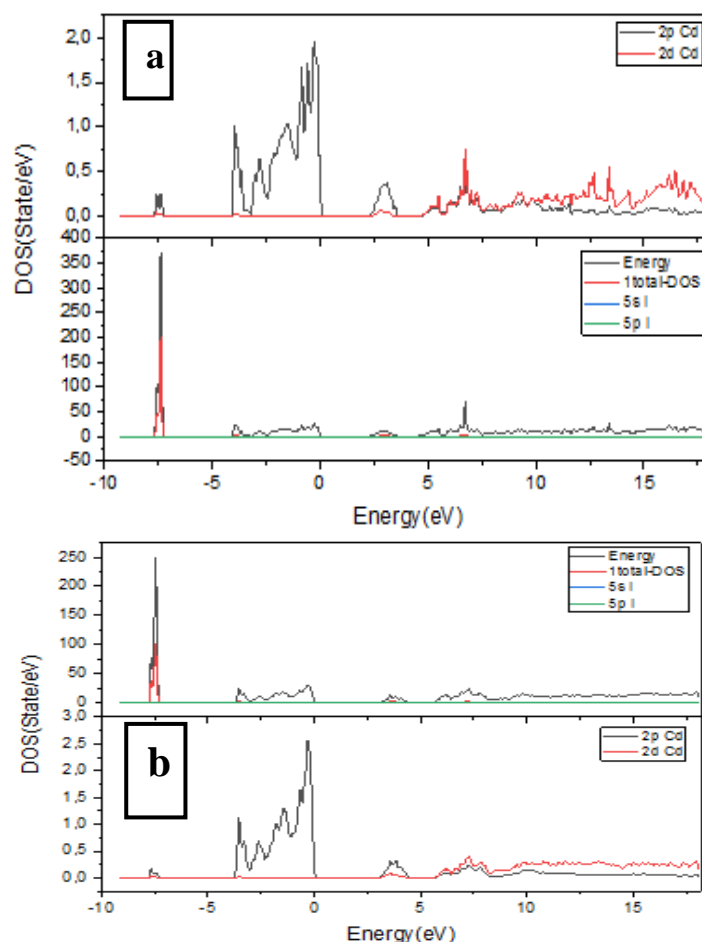 a
2p Cd
2d Cd
2,0
1,5
1,0
0,5
0,0
DOS(State/eV)
400
350
300
250
200
150
100
50
0
-50
Energy
1total-DOS
5s I
5p I
-10 -5 0 5 10 15
Energy(eV)
250
200
150
100
50
0
Energy
1total-DOS
5s I
5p I
DOS(State/eV)
b
3,0
2,5
2,0
1,5
1,0
0,5
0,0
2p Cd
2d Cd
-10 -5 0 5 10 15
Energy(eV)